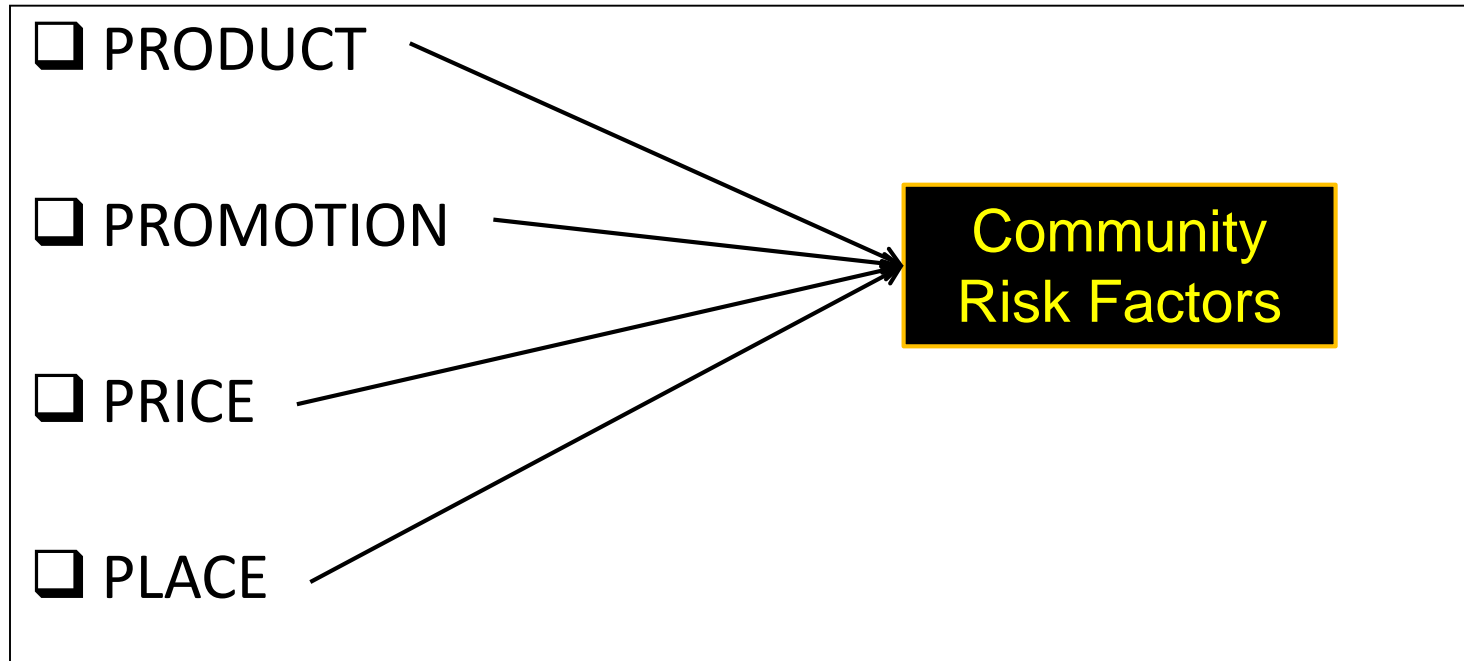 PRODUCT
PROMOTION
Community
Risk Factors
PRICE
PLACE